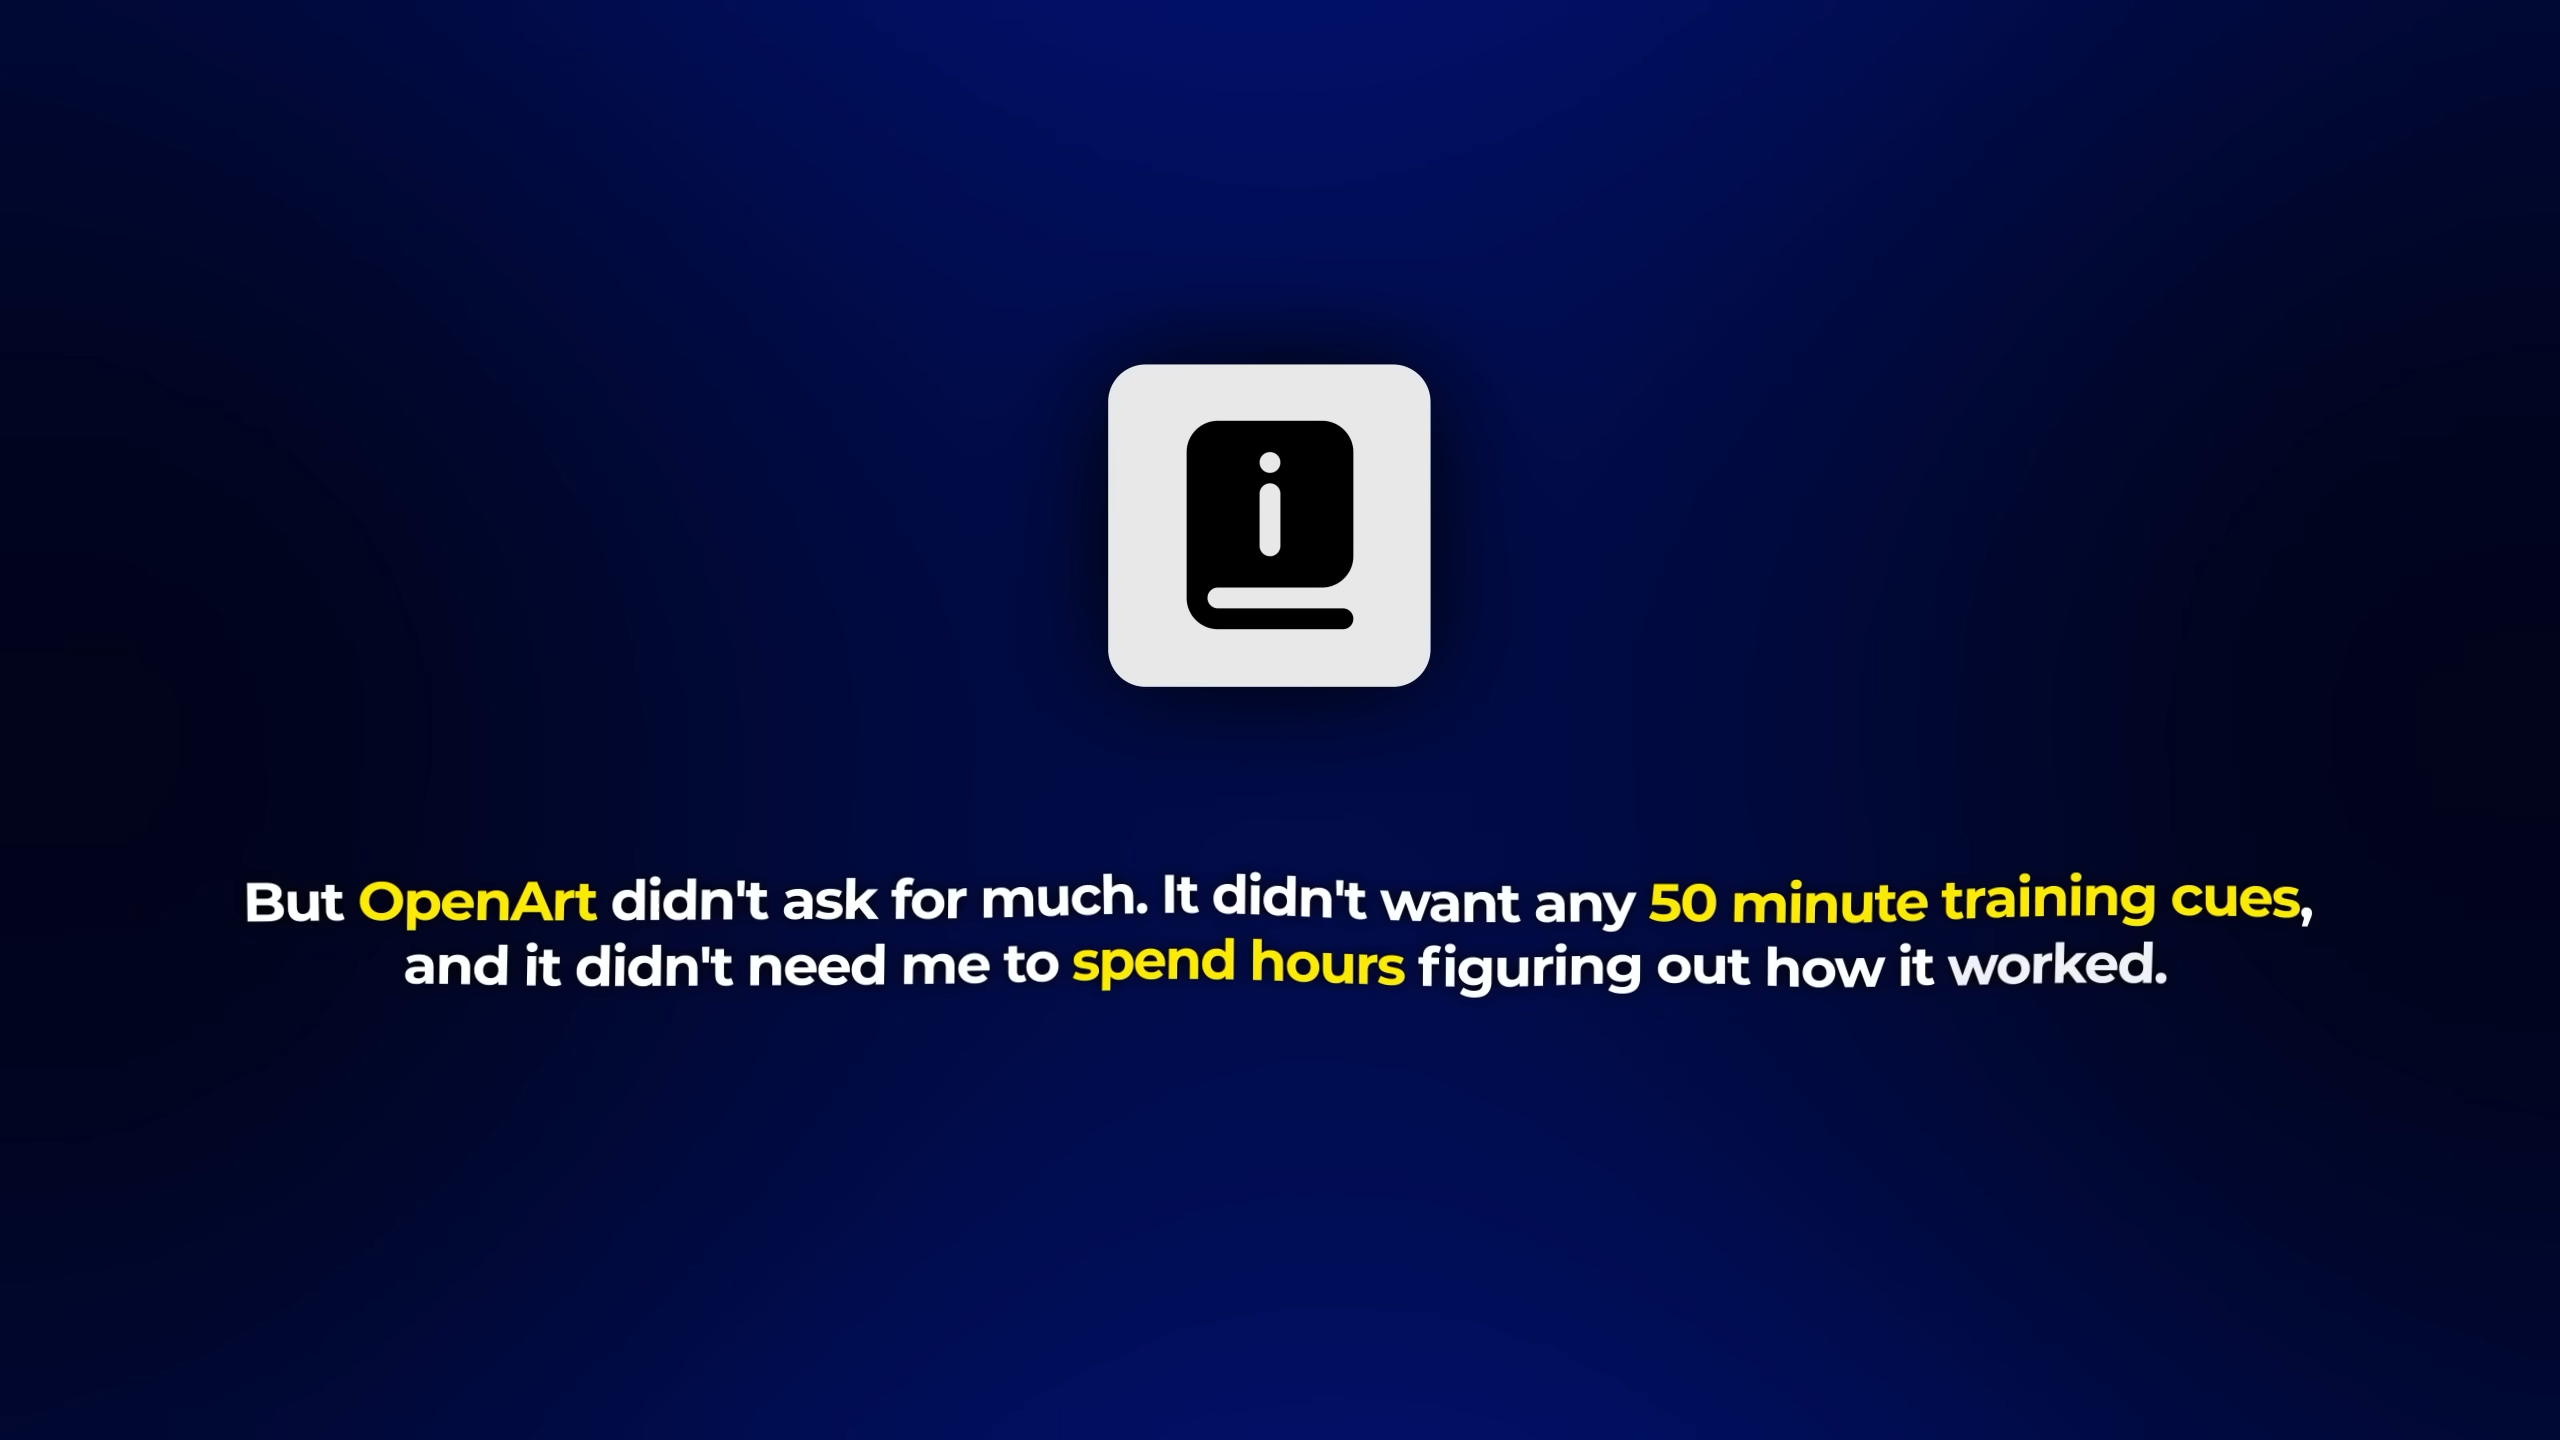 i
But OpenArt didn't ask for much. It didn't want any 50 minute training cues,
and it didn't need me to spend hours figuring out how it worked.